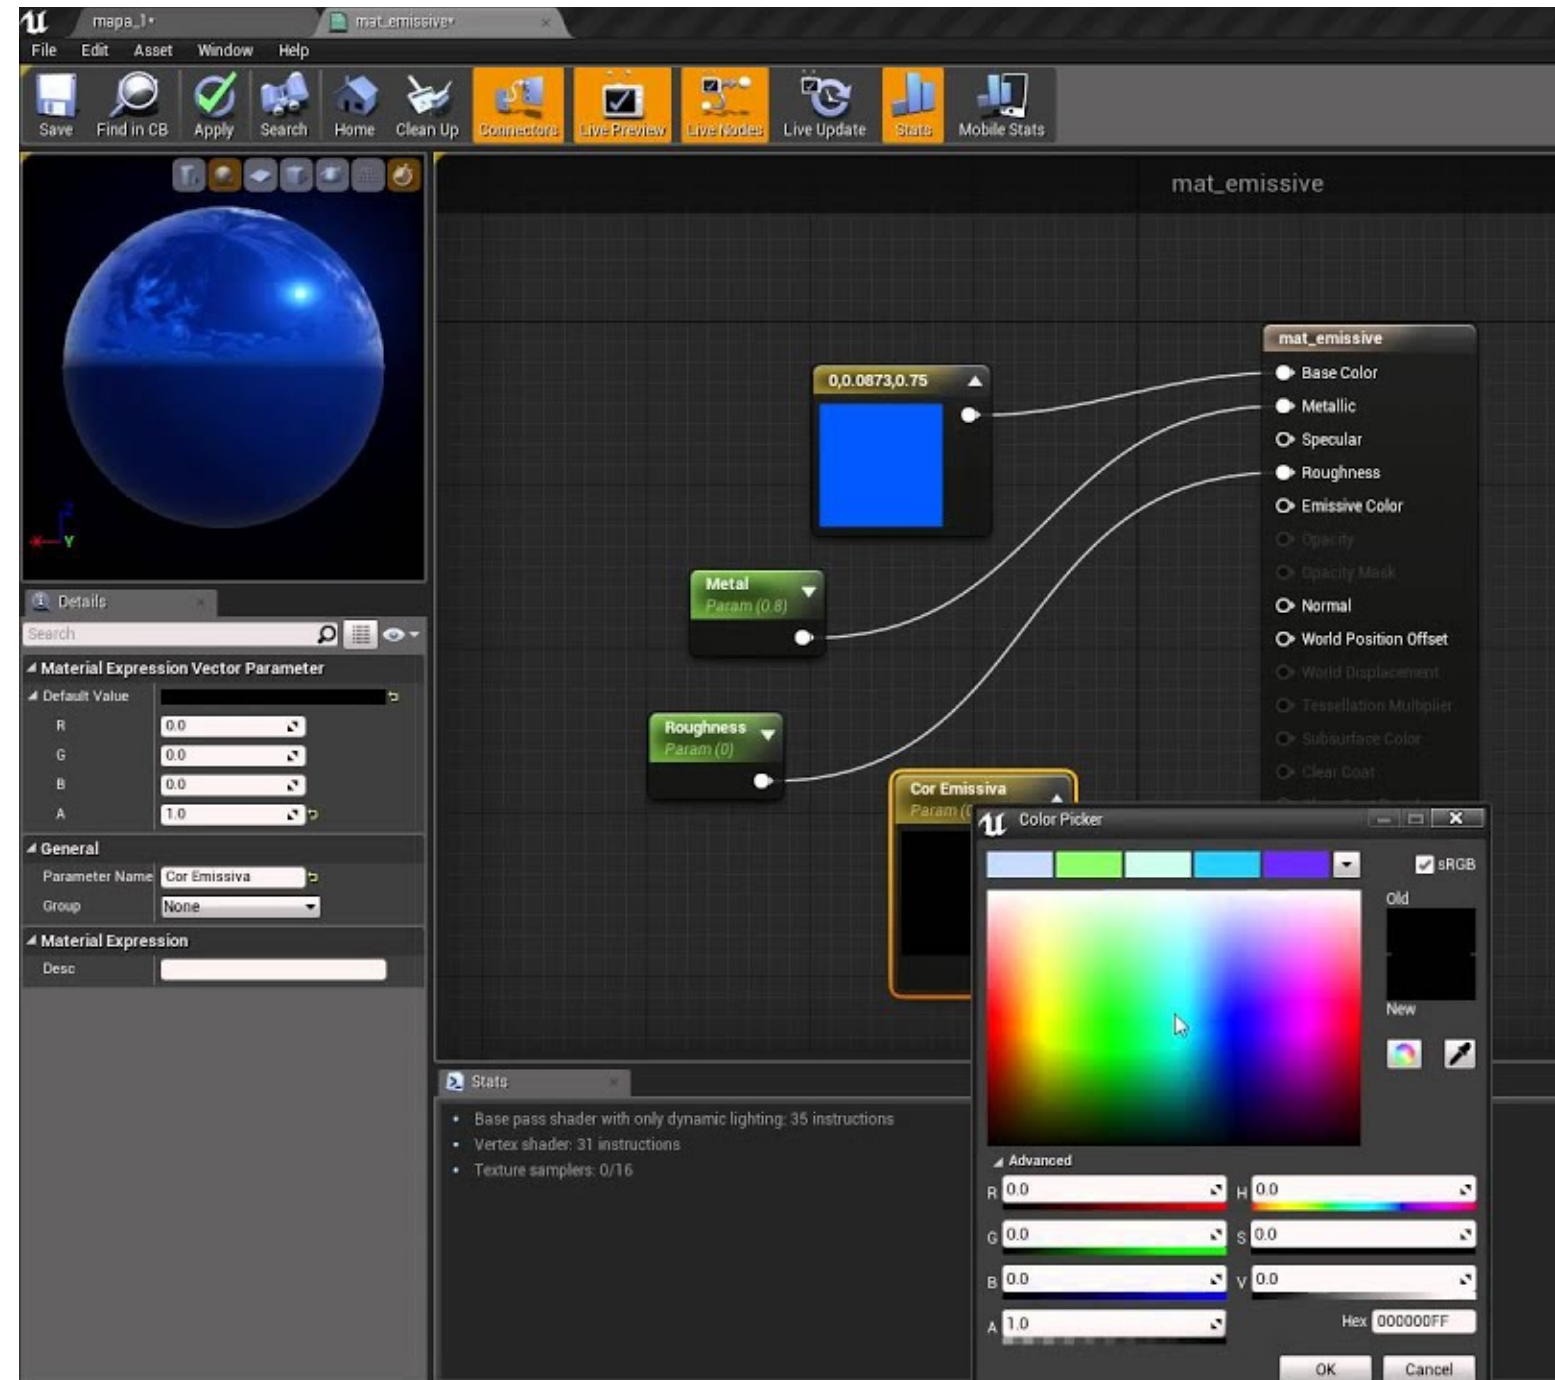 mapa_1•
mat_emissive•
File Edit Asset Window Help
Save Find in CB Apply Search Home Clean Up Connectors Live Preview Live Nodes Live Update Stats Mobile Stats
mat_emissive
mat_emissive
Base Color
Metallic
Specular
Roughness
Emissive Color
Opacity
Opacity Mask
Normal
World Position Offset
World Displacement
Tessellation Multiplier
Subsurface Color
Clear Coat
0,0.0873,0.75
Metal
Param (0.8)
Roughness
Param (0)
Cor Emissiva
Param (0
Z
Y
Details
Search
Material Expression Vector Parameter
Default Value
R 0.0
G 0.0
B 0.0
A 1.0
General
Parameter Name Cor Emissiva
Group None
Material Expression
Desc
Stats
• Base pass shader with only dynamic lighting: 35 instructions
• Vertex shader: 31 instructions
• Texture samplers: 0/16
Color Picker
sRGB
Old
New
Advanced
R 0.0 H 0.0
G 0.0 S 0.0
B 0.0 V 0.0
A 1.0 Hex 000000FF
OK Cancel